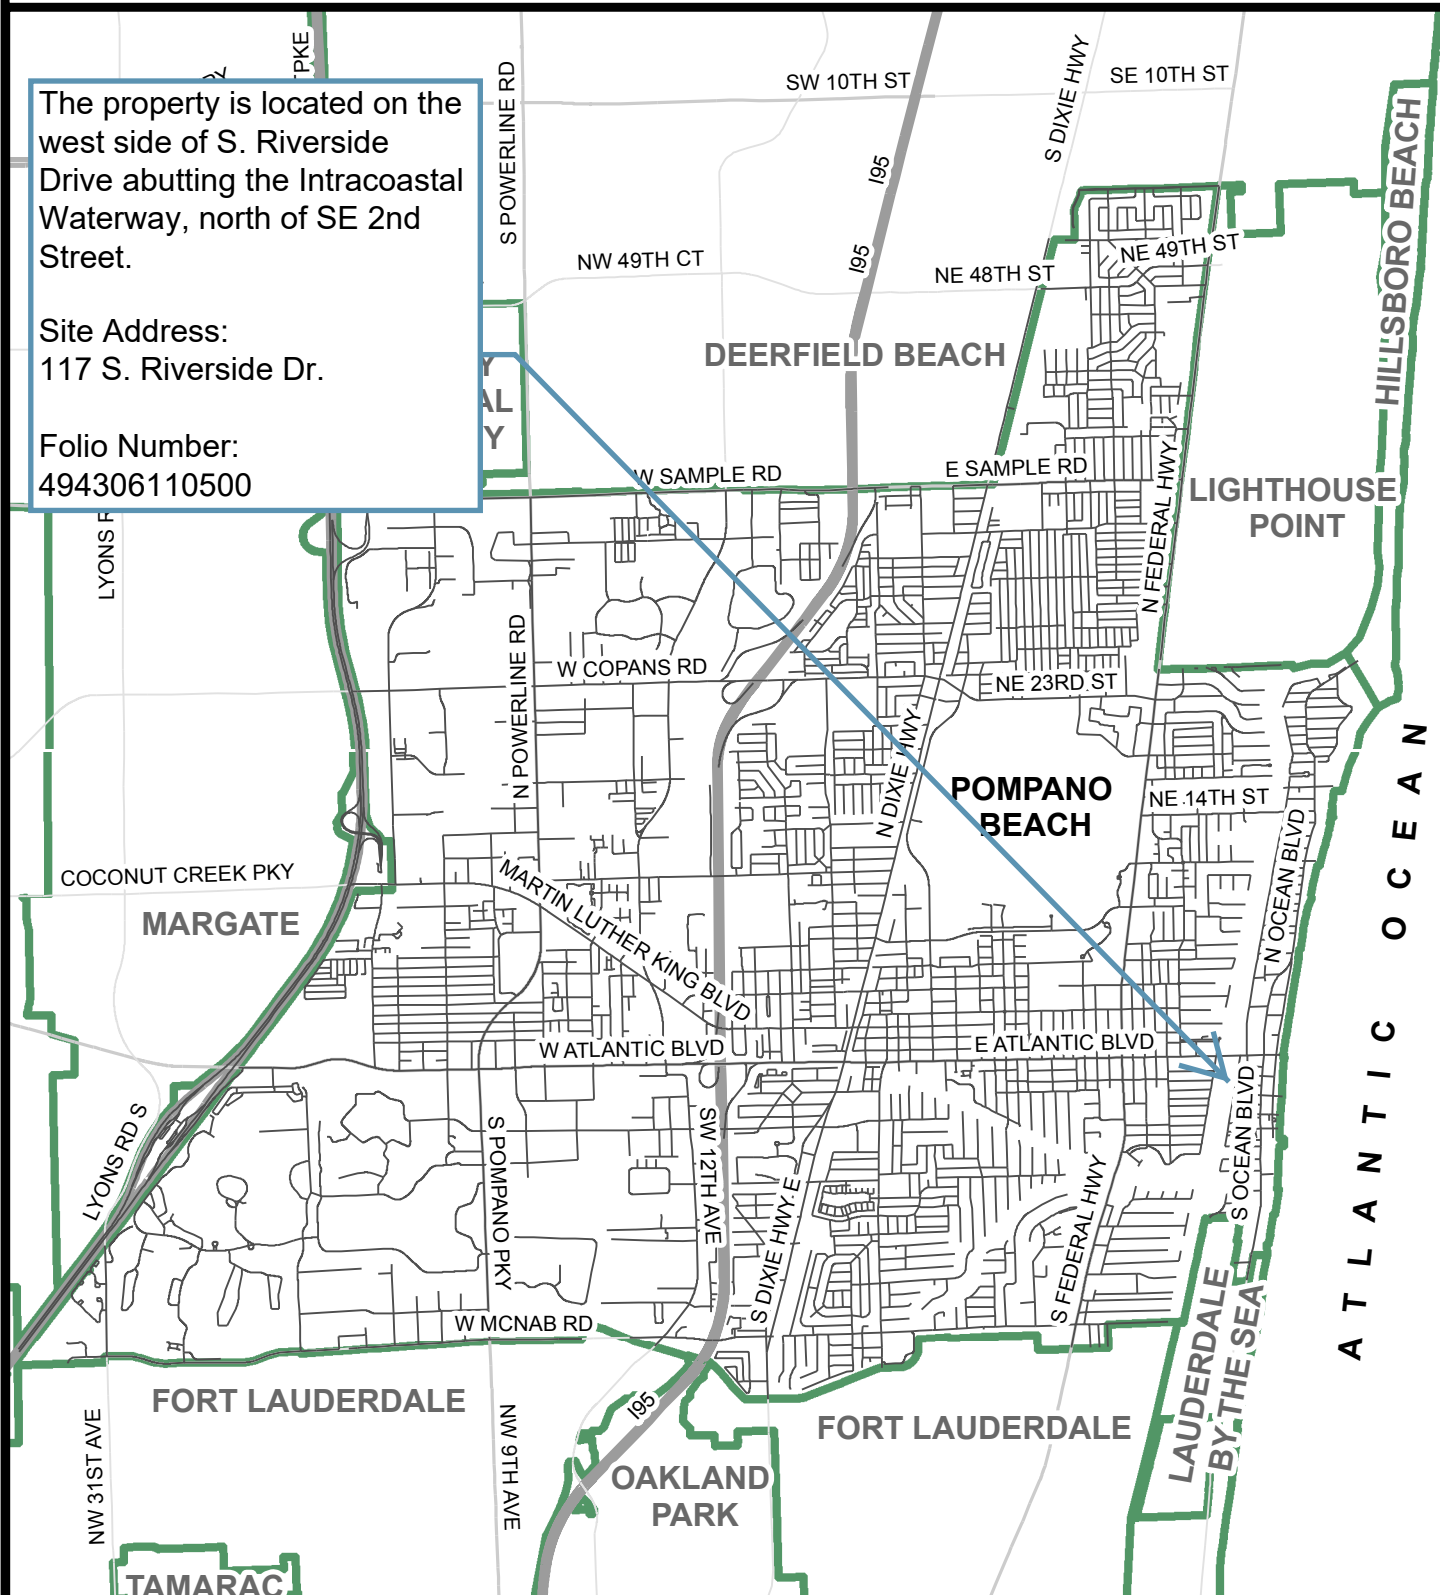 TPKE
SW 10TH ST
SE 10TH ST
S DIXIE HWY
S POWERLINE RD
I95
HILLSBORO BEACH
The property is located on the
west side of S. Riverside
Drive abutting the Intracoastal
Waterway, north of SE 2nd
Street.
Site Address:
117 S. Riverside Dr.
Folio Number:
494306110500
NW 49TH CT
I95
NE 48TH ST
NE 49TH ST
DEERFIELD BEACH
Y
AL
Y
W SAMPLE RD
E SAMPLE RD
N FEDERAL HWY
LIGHTHOUSE
POINT
LYONS R
N POWERLINE RD
W COPANS RD
NE 23RD ST
N DIXIE HWY
POMPANO
BEACH
NE 14TH ST
N OCEAN BLVD
ATLANTIC OCEAN
COCONUT CREEK PKY
MARGATE
MARTIN LUTHER KING BLVD
W ATLANTIC BLVD
E ATLANTIC BLVD
S OCEAN BLVD
LYONS RD S
S POMPANO PKY
SW 12TH AVE
S DIXIE HWY E
S FEDERAL HWY
W MCNAB RD
LAUDERDALE
BY THE SEA
FORT LAUDERDALE
I95
FORT LAUDERDALE
NW 31ST AVE
NW 9TH AVE
OAKLAND
PARK
TAMARAC